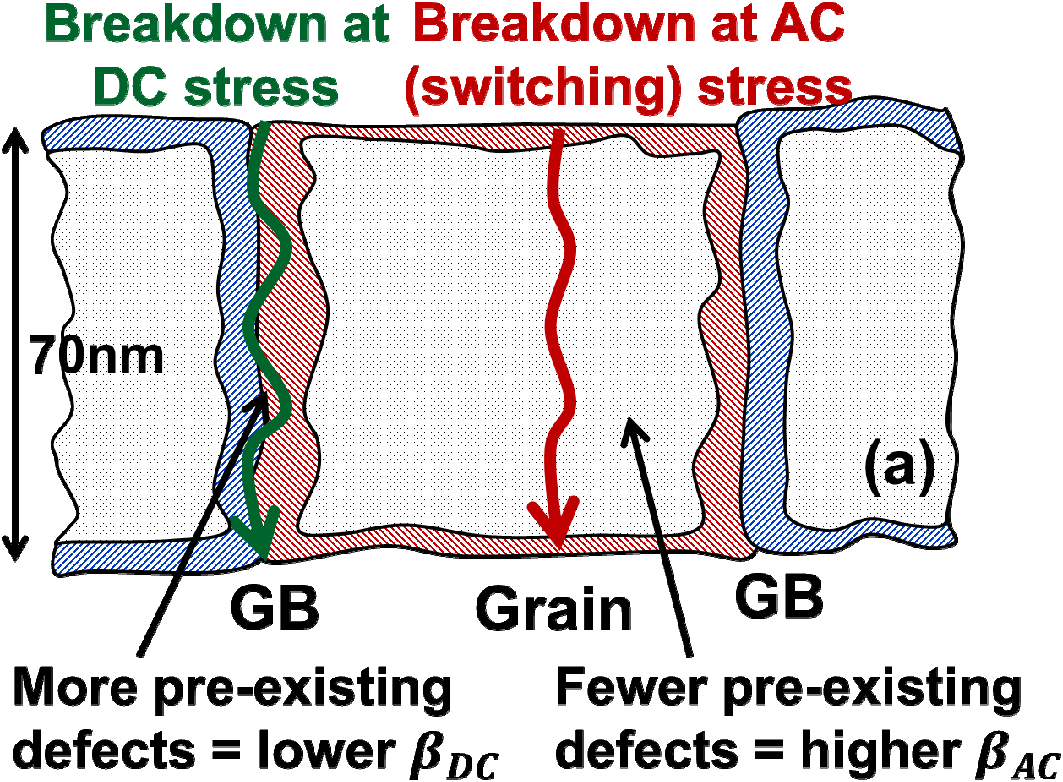 Breakdown at
DC stress
Breakdown at AC
(switching) stress
70nm
(a)
GB
Grain
GB
More pre-existing
defects = lower β_DC
Fewer pre-existing
defects = higher β_AC